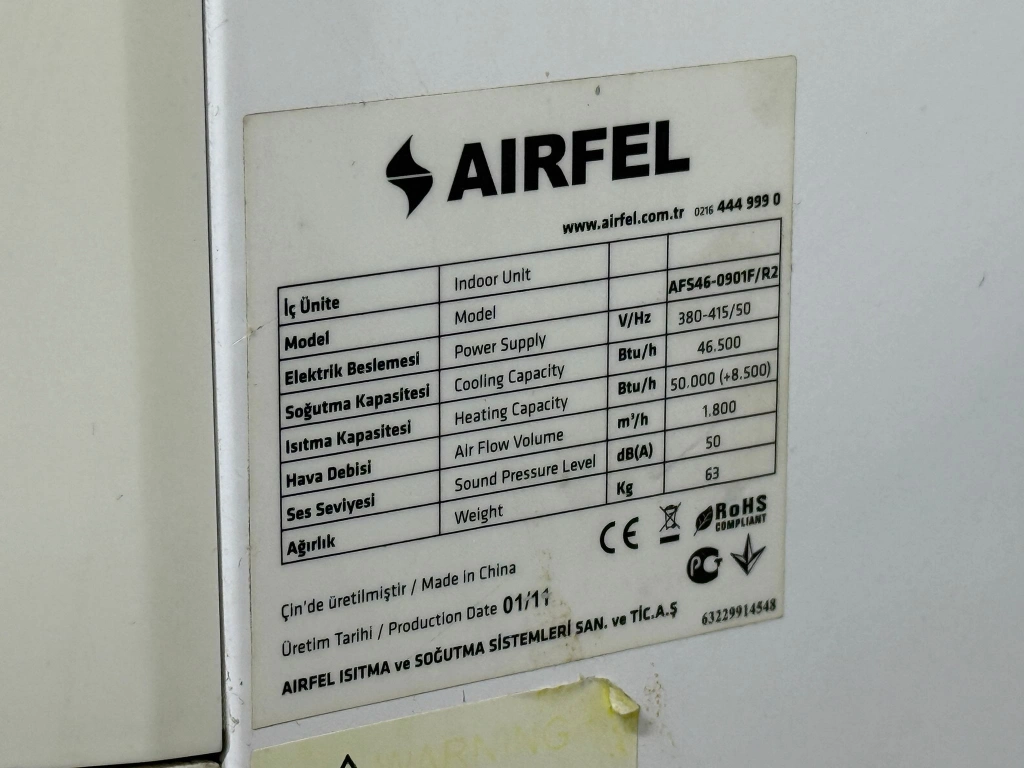 AIRFEL
www.airfel.com.tr 0216 444 999 0
İç Ünite Indoor Unit
Model Model AFS46-0901F/R2
Elektrik Beslemesi Power Supply V/Hz 380-415/50
Soğutma Kapasitesi Cooling Capacity Btu/h 46.500
Isıtma Kapasitesi Heating Capacity Btu/h 50.000 (+8.500)
Hava Debisi Air Flow Volume m³/h 1.800
Ses Seviyesi Sound Pressure Level dB(A) 50
Ağırlık Weight Kg 63
CE RoHS
COMPLIANT
Çin'de üretilmiştir / Made in China
PG
Üretim Tarihi / Production Date 01/11
AIRFEL ISITMA ve SOĞUTMA SİSTEMLERİ SAN. ve TİC.A.Ş 63229914548
WARNING